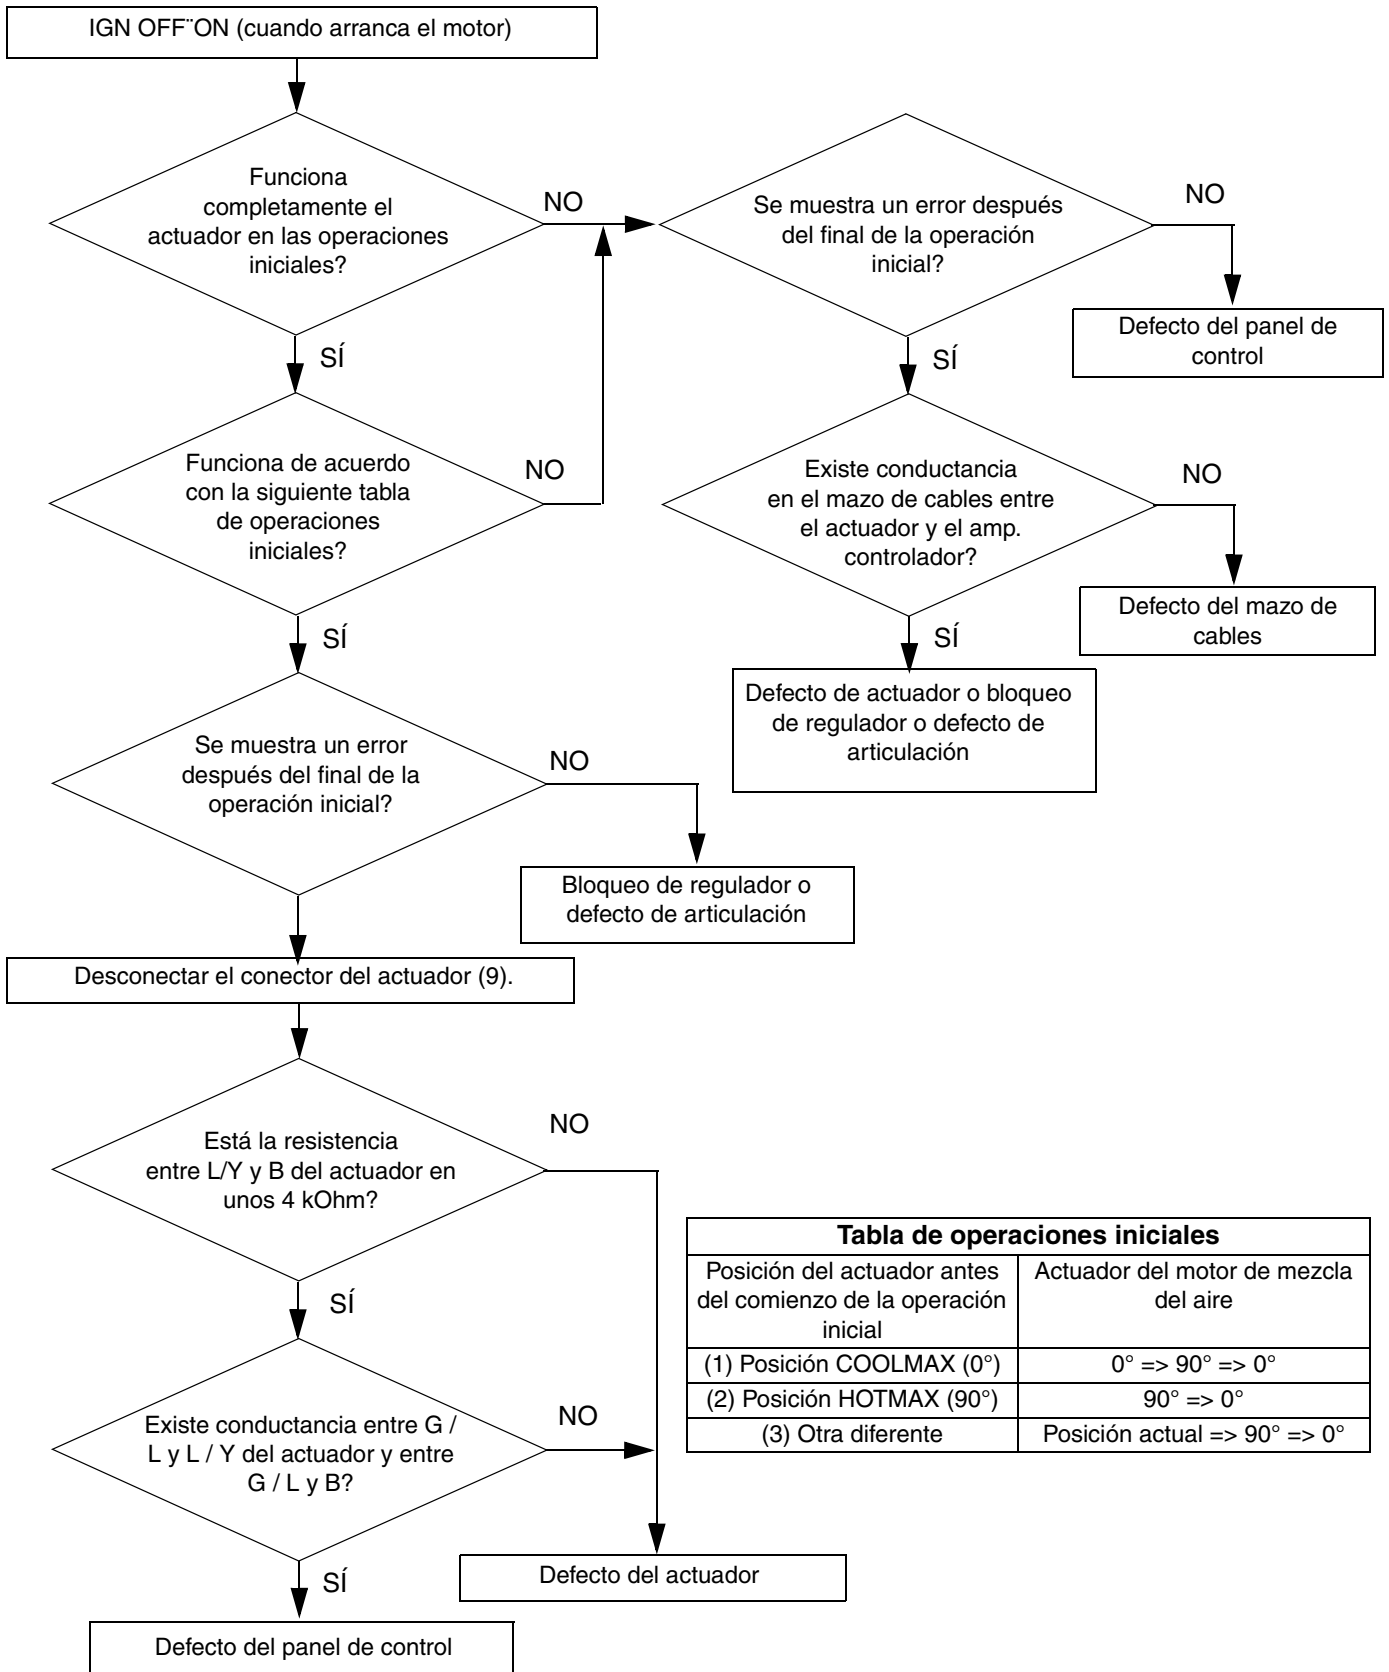 IGN OFF¨ON (cuando arranca el motor)
Funciona
completamente el
actuador en las operaciones
iniciales?
NO
SÍ
Se muestra un error después
del final de la operación
inicial?
NO
Defecto del panel de
control
SÍ
Funciona de acuerdo
con la siguiente tabla
de operaciones
iniciales?
NO
SÍ
Existe conductancia
en el mazo de cables entre
el actuador y el amp.
controlador?
NO
Defecto del mazo de
cables
SÍ
Defecto de actuador o bloqueo
de regulador o defecto de
articulación
Se muestra un error
después del final de la
operación inicial?
NO
Bloqueo de regulador o
defecto de articulación
Desconectar el conector del actuador (9).
Está la resistencia
entre L/Y y B del actuador en
unos 4 kOhm?
NO
SÍ
Existe conductancia entre G /
L y L / Y del actuador y entre
G / L y B?
NO
SÍ
Defecto del actuador
Defecto del panel de control
Tabla de operaciones iniciales
Posición del actuador antes
del comienzo de la operación
inicial
Actuador del motor de mezcla
del aire
(1) Posición COOLMAX (0°)
0° => 90° => 0°
(2) Posición HOTMAX (90°)
90° => 0°
(3) Otra diferente
Posición actual => 90° => 0°